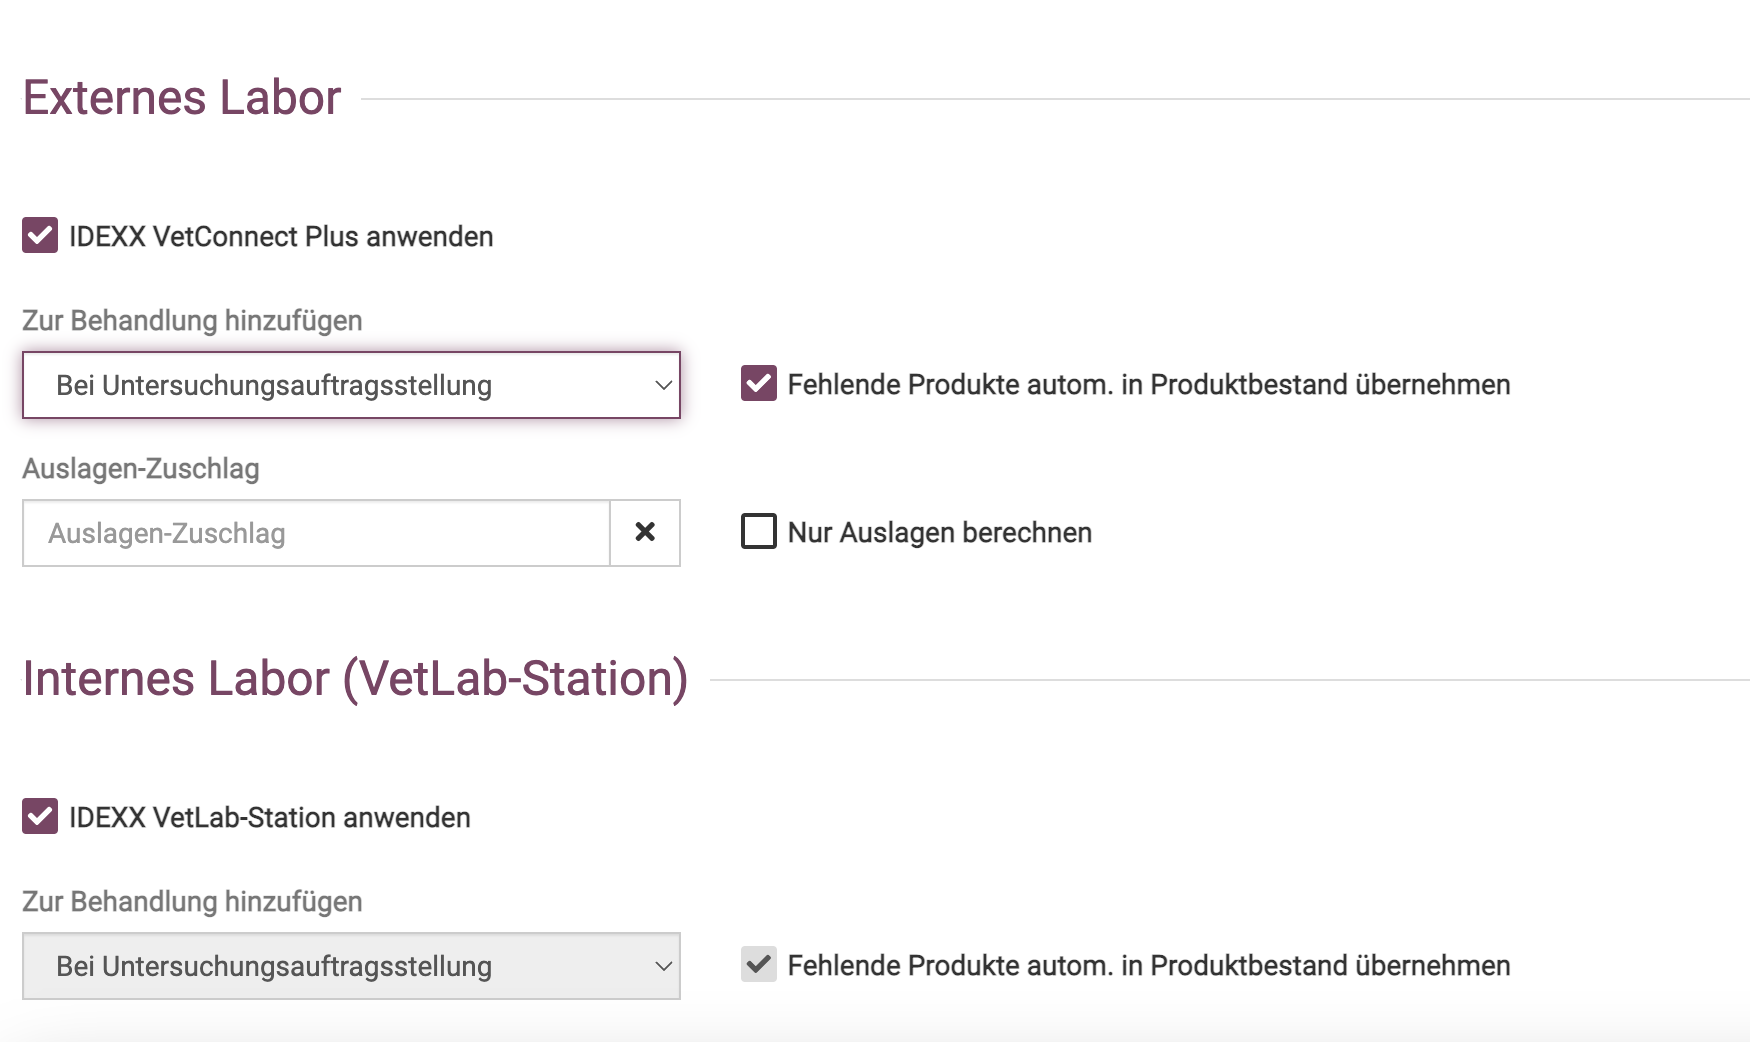 Externes Labor
IDEXX VetConnect Plus anwenden
Zur Behandlung hinzufügen
Bei Untersuchungsauftragsstellung
Fehlende Produkte autom. in Produktbestand übernehmen
Auslagen-Zuschlag
Auslagen-Zuschlag
Nur Auslagen berechnen
Internes Labor (VetLab-Station)
IDEXX VetLab-Station anwenden
Zur Behandlung hinzufügen
Bei Untersuchungsauftragsstellung
Fehlende Produkte autom. in Produktbestand übernehmen